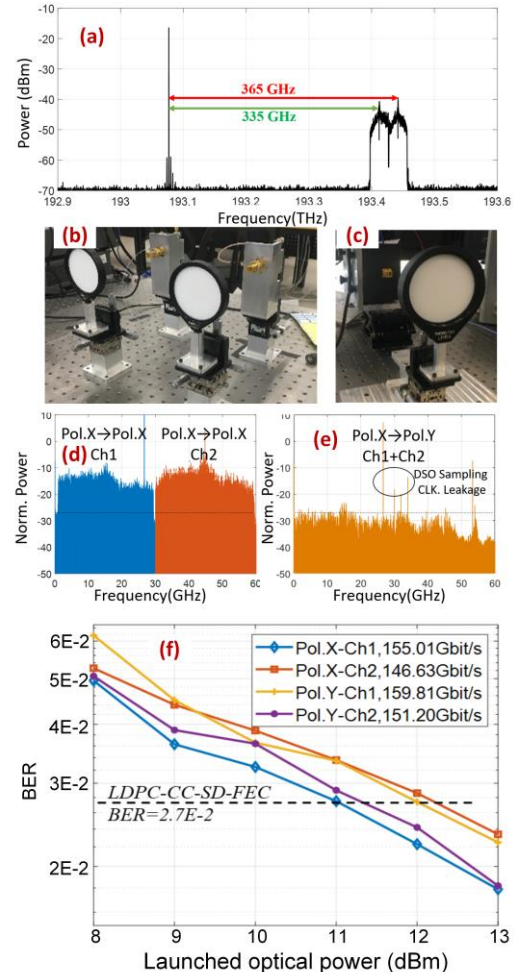 (a)
Power (dBm)
-10
-20
-30
-40
-50
-60
-70
365 GHz
335 GHz
192.9 193 193.1 193.2 193.3 193.4 193.5 193.6
Frequency(THz)
(b)
(c)
(d)
Norm. Power
10
0
-10
-20
-30
-40
-50
Pol.X→Pol.X
Ch1
Pol.X→Pol.X
Ch2
0 20 40 60
Frequency(GHz)
(e)
Norm. Power
10
0
-10
-20
-30
-40
-50
Pol.X→Pol.Y
Ch1+Ch2
DSO Sampling
CLK. Leakage
0 10 20 30 40 50 60
Frequency(GHz)
(f)
BER
6E-2
5E-2
4E-2
3E-2
2E-2
Pol.X-Ch1,155.01Gbit/s
Pol.X-Ch2,146.63Gbit/s
Pol.Y-Ch1,159.81Gbit/s
Pol.Y-Ch2,151.20Gbit/s
LDPC-CC-SD-FEC
BER=2.7E-2
8 9 10 11 12 13
Launched optical power (dBm)